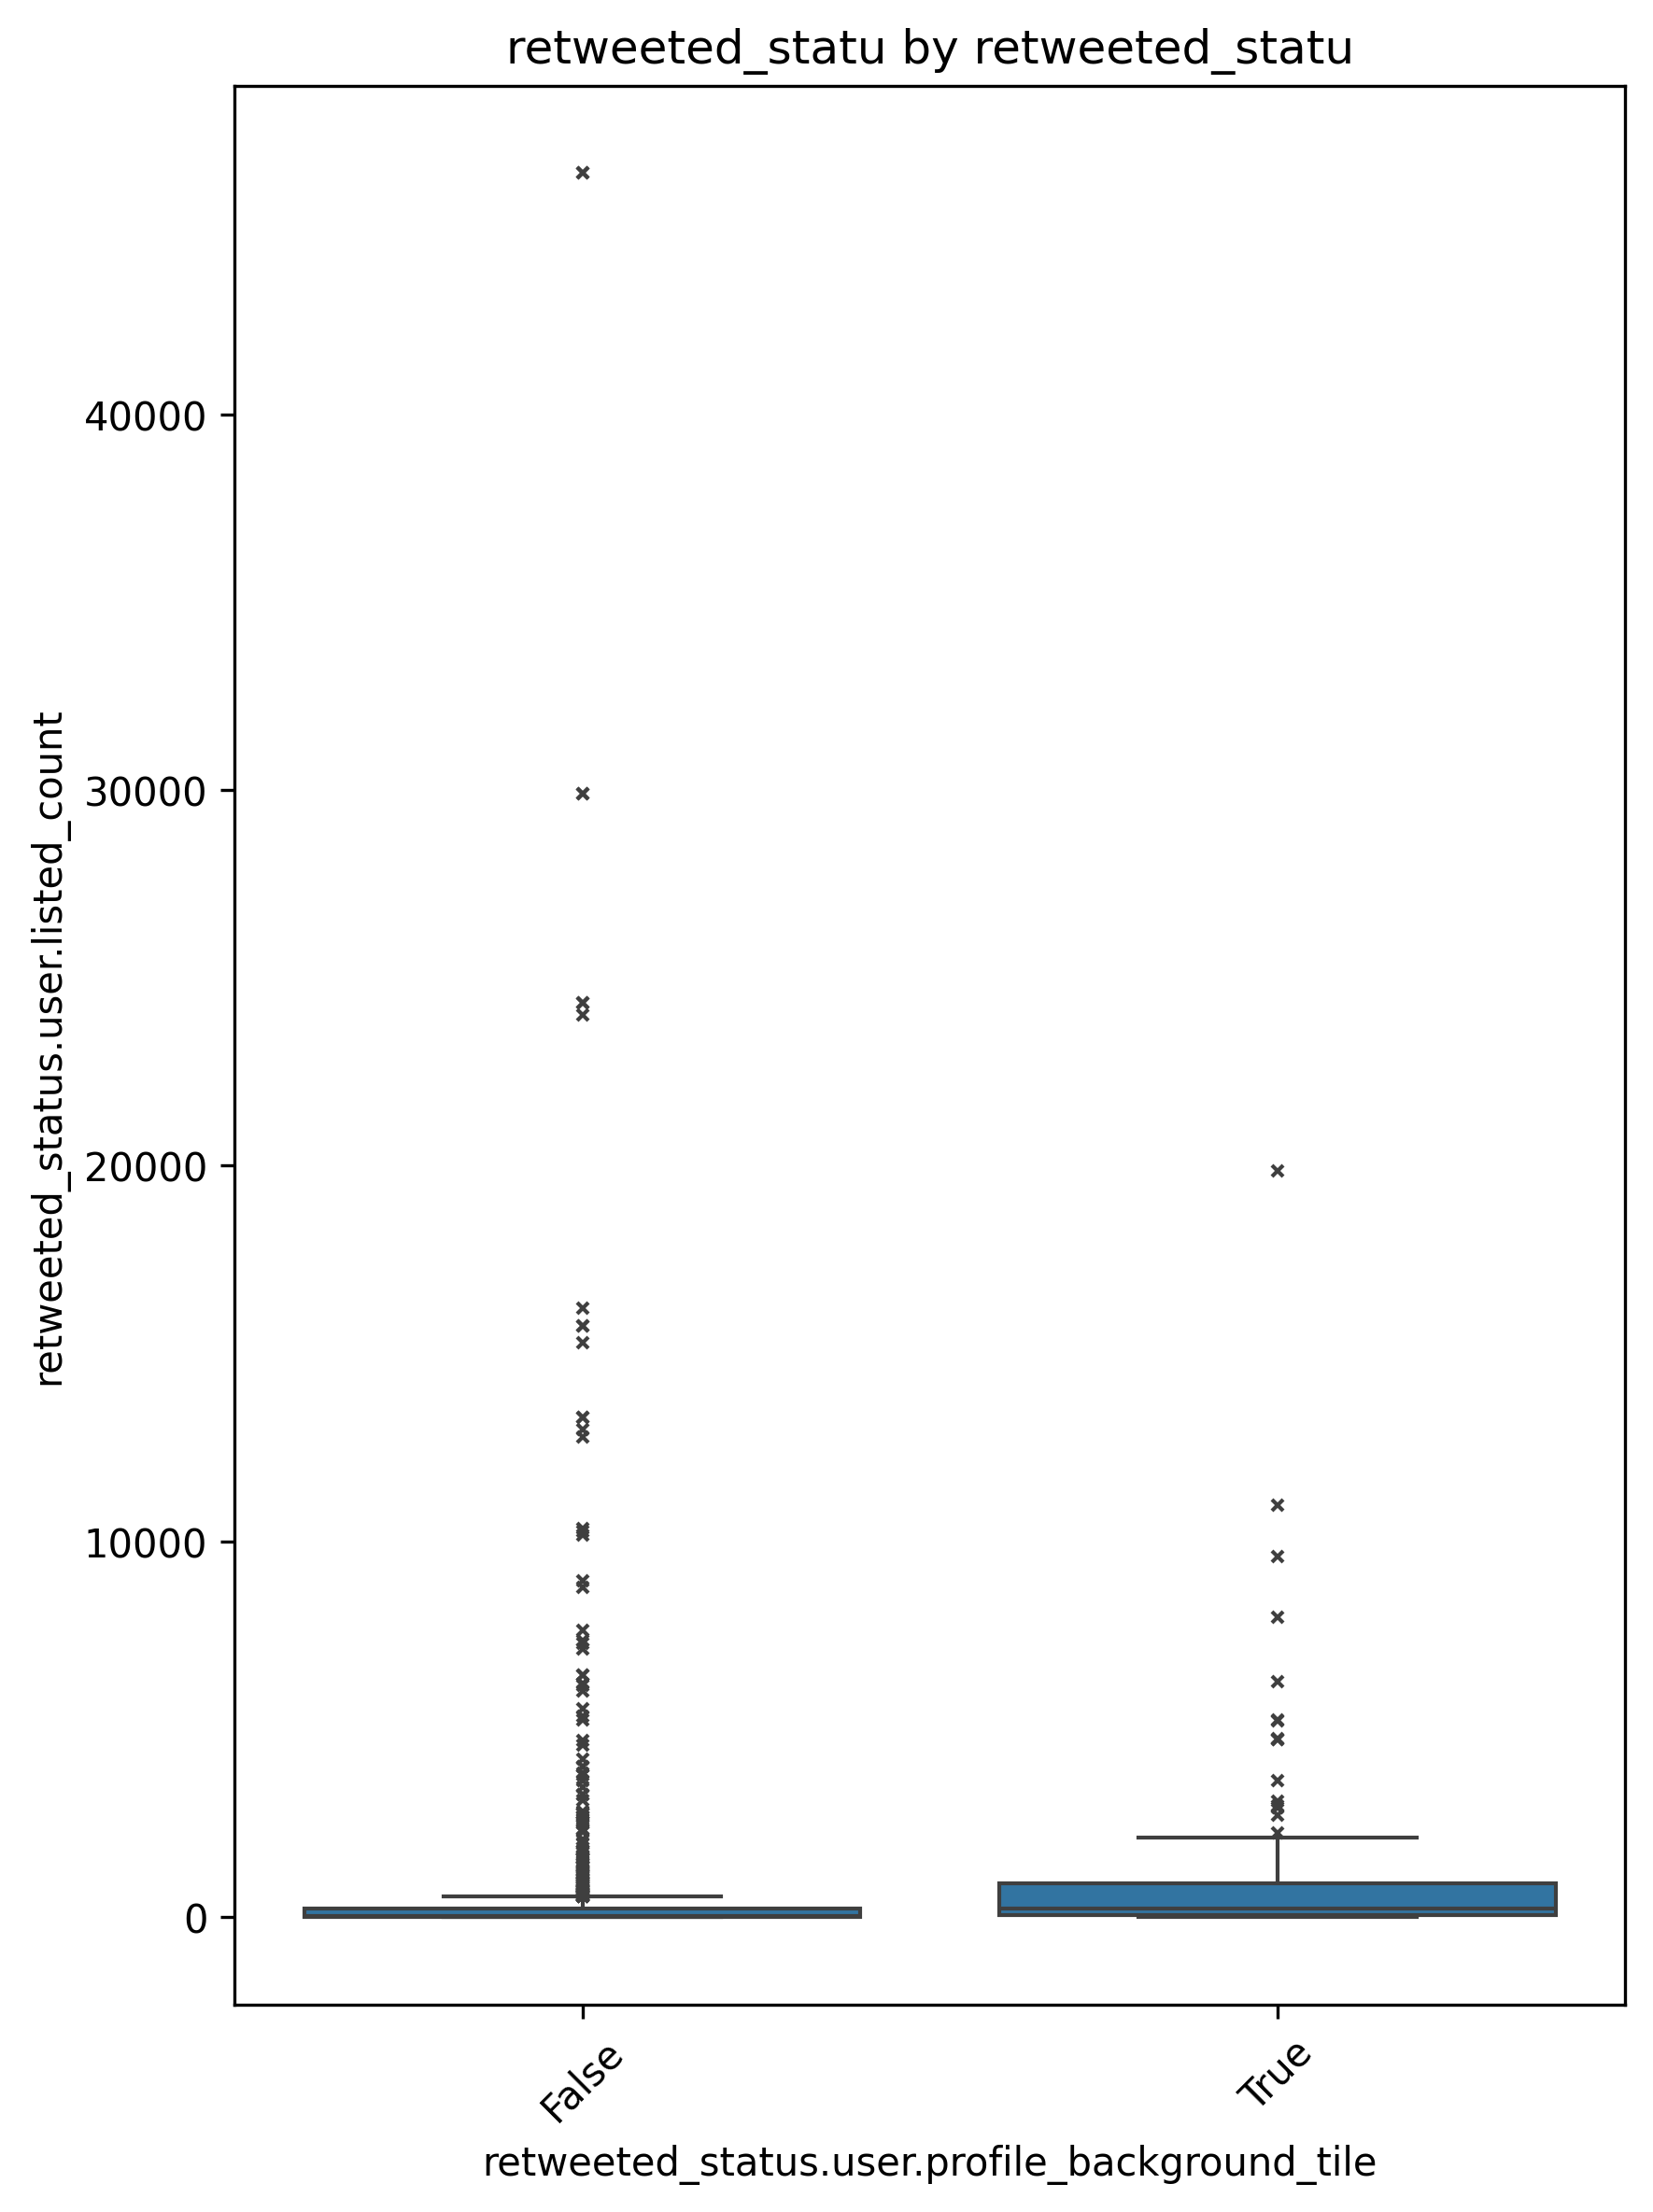 retweeted_statu by retweeted_statu
retweeted_status.user.listed_count
40000
30000
20000
10000
0
False
True
retweeted_status.user.profile_background_tile